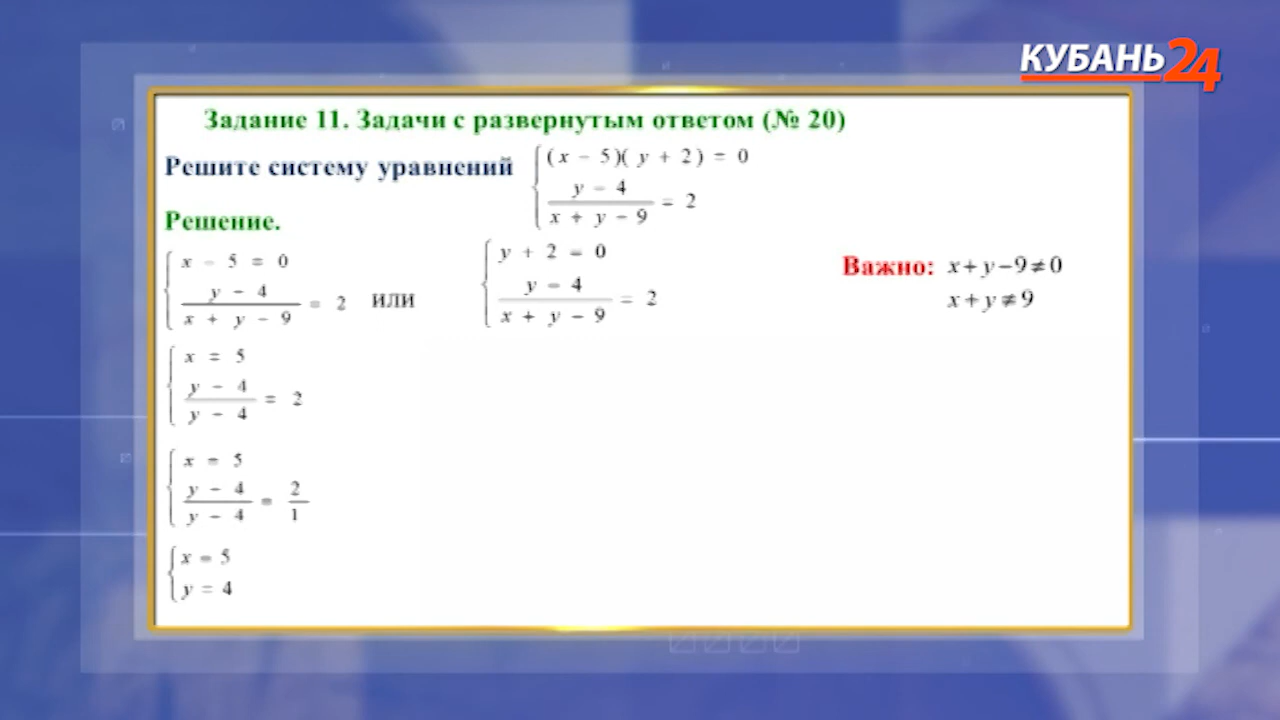 КУБАНЬ24
Задание 11. Задачи с развернутым ответом (№ 20)
Решите систему уравнений
(x − 5)(y + 2) = 0
y − 4
x + y − 9
= 2
Решение.
x − 5 = 0
y − 4
x + y − 9
= 2
или
y + 2 = 0
y − 4
x + y − 9
= 2
Важно: x+y−9≠0
x+y≠9
x = 5
y − 4
y − 4
= 2
x = 5
y − 4
y − 4
=
2
1
x = 5
y = 4